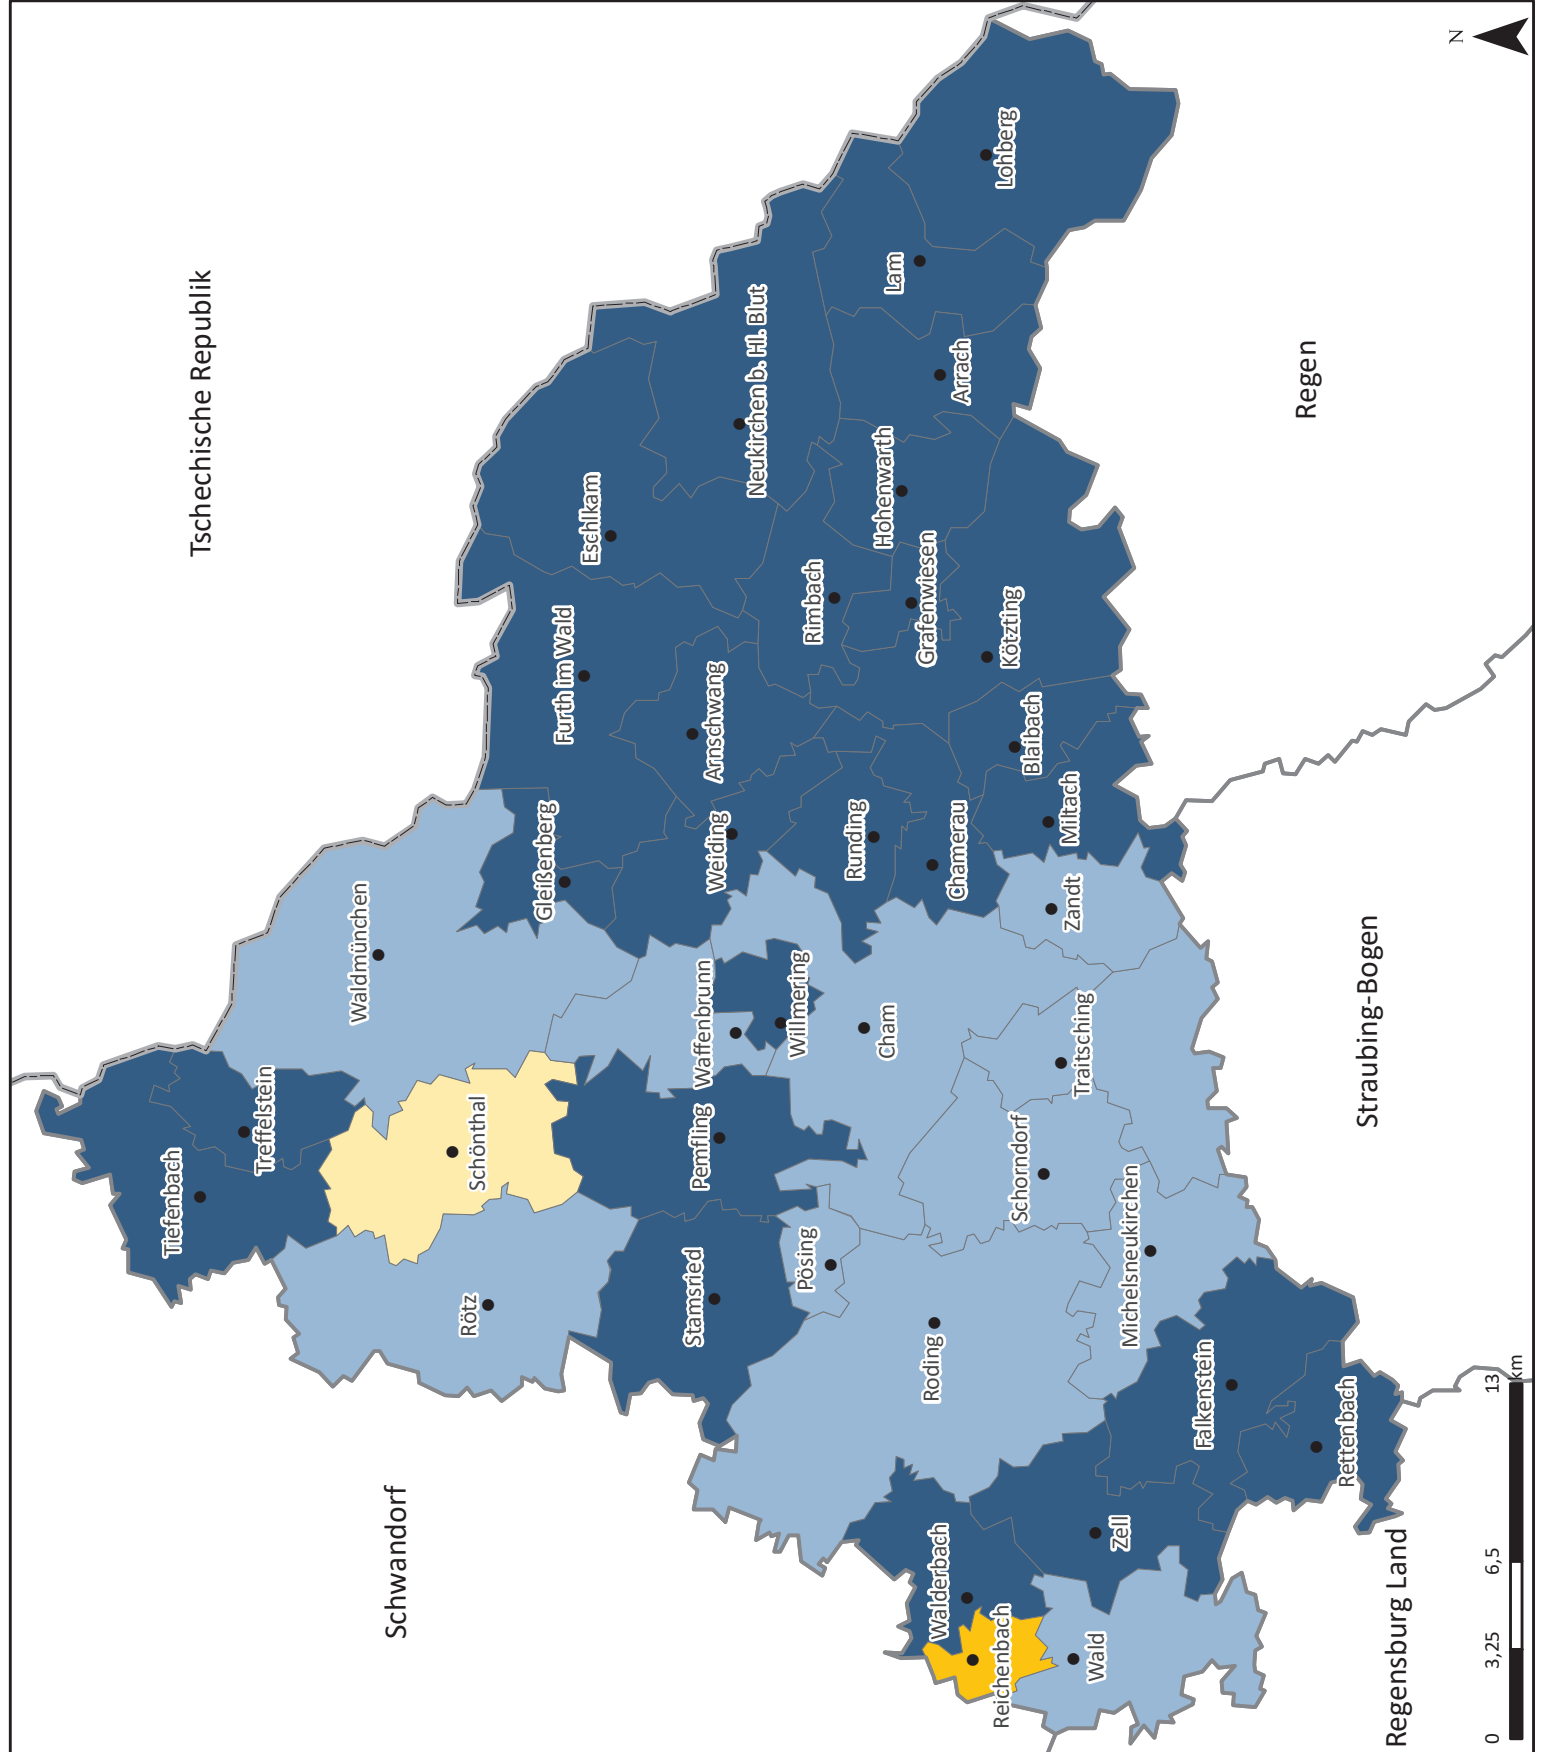 Tschechische Republik
Tiefenbach
Treffelstein
Waldmünchen
Schönthal
Rötz
Gleißenberg
Furth im Wald
Eschlkam
Neukirchen b. Hl. Blut
Arnschwang
Weiding
Waffenbrunn
Willmering
Pemfling
Stamsried
Pösing
Cham
Runding
Chamerau
Rimbach
Hohenwarth
Grafenwiesen
Lam
Arrach
Lohberg
Kötzting
Blaibach
Miltach
Zandt
Traitsching
Schorndorf
Michelsneukirchen
Roding
Walderbach
Reichenbach
Wald
Zell
Falkenstein
Rettenbach
Schwandorf
Regen
Straubing-Bogen
Regensburg Land
0 3,25 6,5 13
km
N